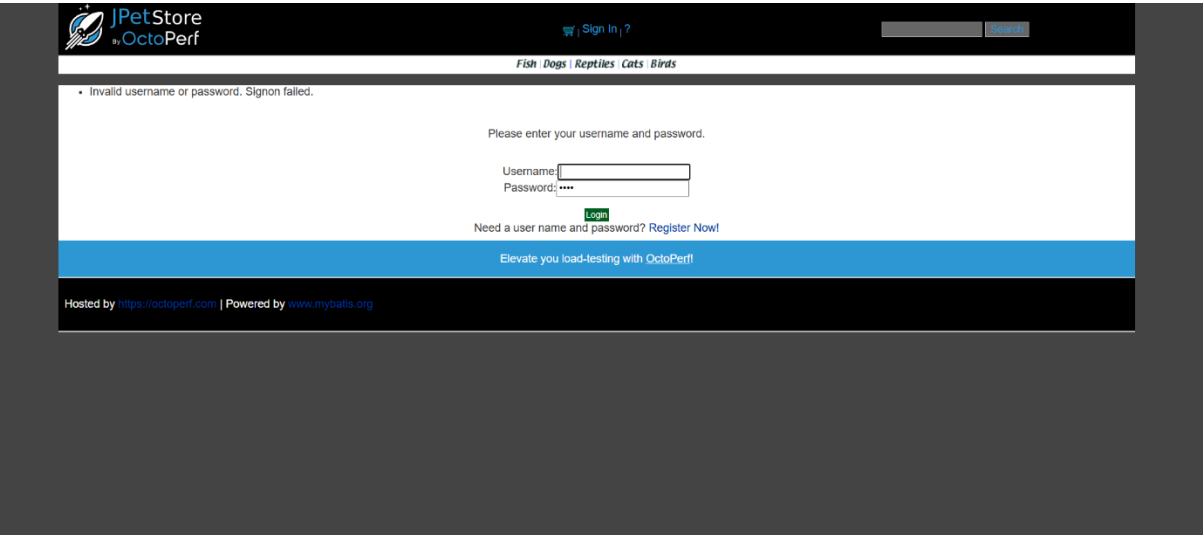 JPetStore
By OctoPerf
| Sign In | ?
Search
Fish | Dogs | Reptiles | Cats | Birds
Invalid username or password. Signon failed.
Please enter your username and password.
Username:
Password: ••••
Login
Need a user name and password? Register Now!
Elevate you load-testing with OctoPerf!
Hosted by https://octoperf.com | Powered by www.mybatis.org